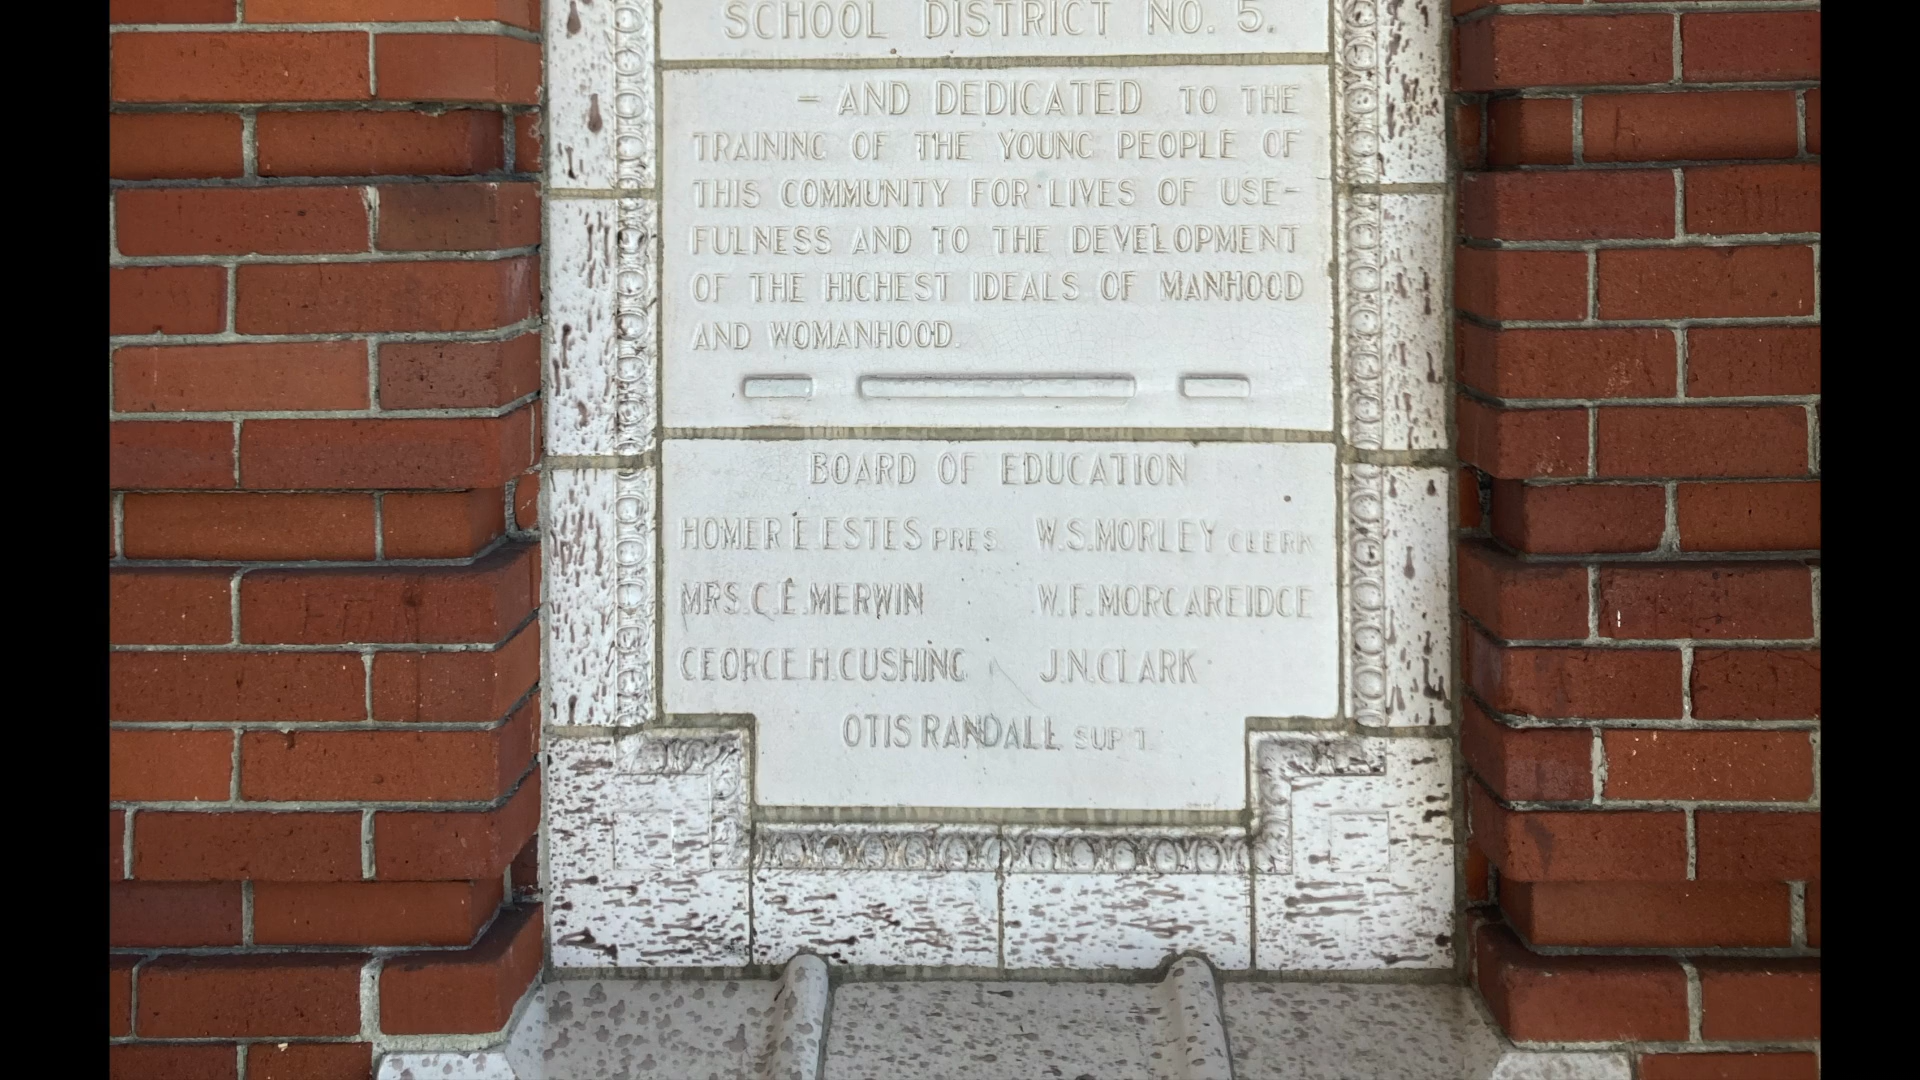 SCHOOL DISTRICT NO. 5.
— AND DEDICATED TO THE
TRAINING OF THE YOUNG PEOPLE OF
THIS COMMUNITY FOR LIVES OF USE-
FULNESS AND TO THE DEVELOPMENT
OF THE HIGHEST IDEALS OF MANHOOD
AND WOMANHOOD.
BOARD OF EDUCATION
HOMER E ESTES PRES W.S. MORLEY CLERK
MRS. C.E. MERWIN W.F. MORGAREIDGE
GEORGE H. CUSHING J.N. CLARK
OTIS RANDALL SUP'T.